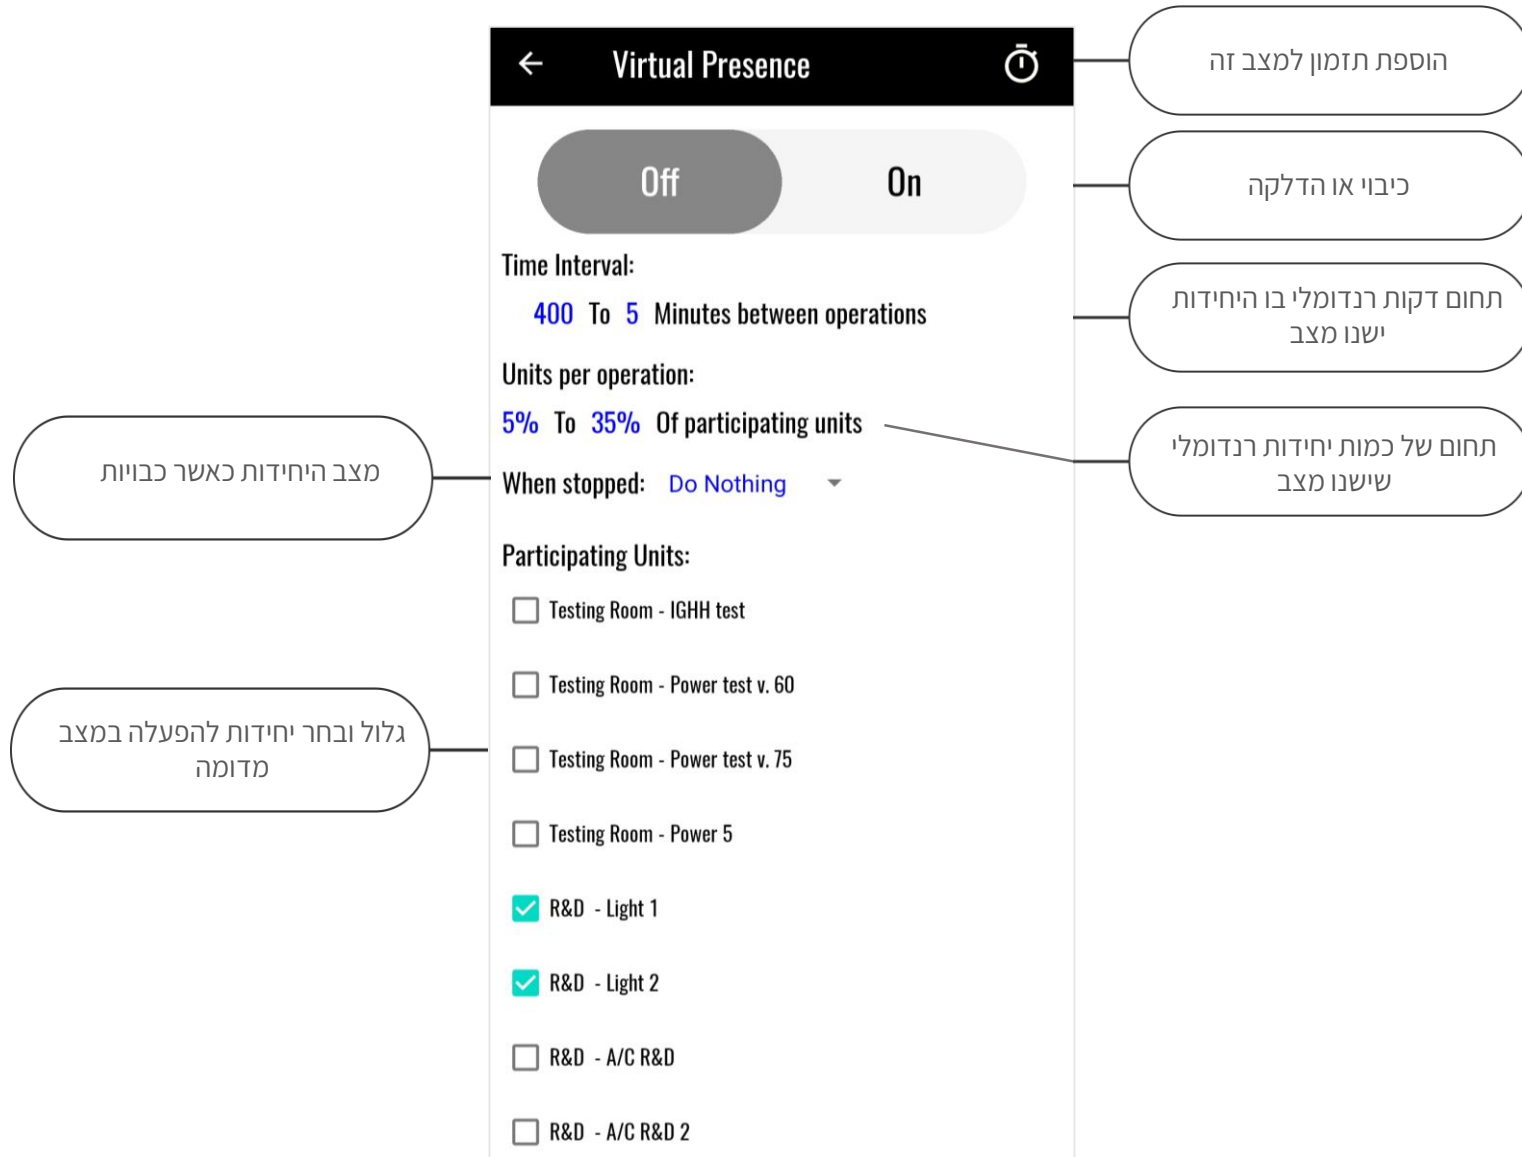 Virtual Presence
הוספת תזמון למצב זה
Off On
כיבוי או הדלקה
Time Interval:
400 To 5 Minutes between operations
תחום דקות רנדומלי בו היחידות
ישנו מצב
Units per operation:
5% To 35% Of participating units
תחום של כמות יחידות רנדומלי
שישנו מצב
When stopped: Do Nothing
מצב היחידות כאשר כבויות
Participating Units:
Testing Room - IGHH test
Testing Room - Power test v. 60
גלול ובחר יחידות להפעלה במצב
מדומה
Testing Room - Power test v. 75
Testing Room - Power 5
R&D - Light 1
R&D - Light 2
R&D - A/C R&D
R&D - A/C R&D 2